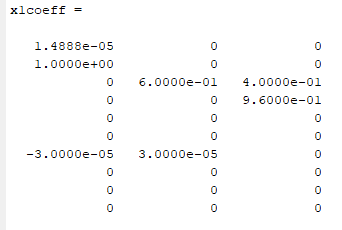 xlcoeff =
1.4888e-05 0 0
1.0000e+00 0 0
0 6.0000e-01 4.0000e-01
0 0 9.6000e-01
0 0 0
0 0 0
-3.0000e-05 3.0000e-05 0
0 0 0
0 0 0
0 0 0